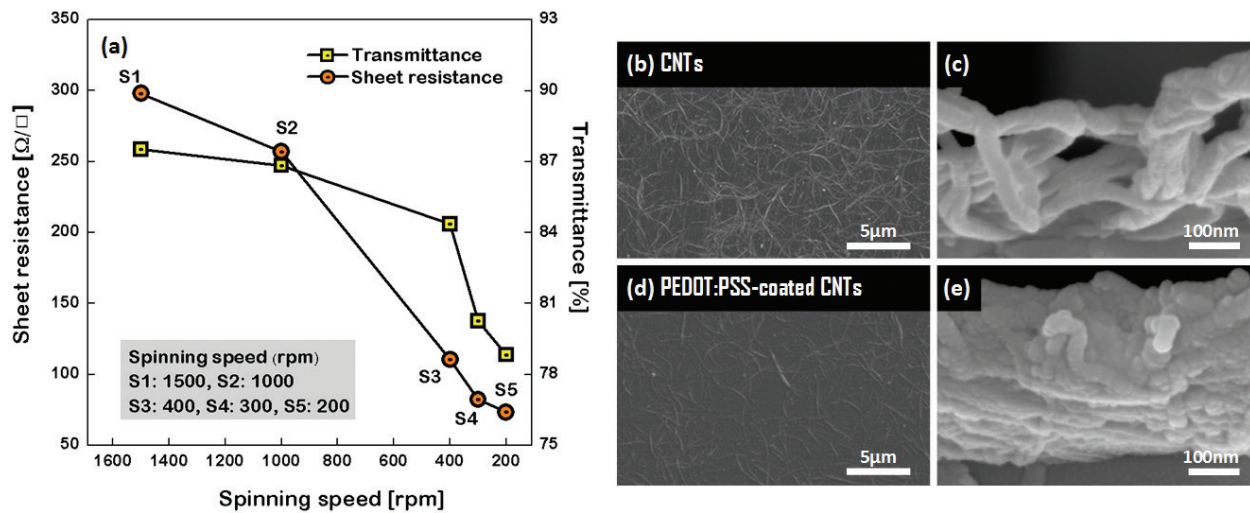 (a)
350
300
250
200
150
100
50
Sheet resistance [Ω/□]
93
90
87
84
81
78
75
Transmittance [%]
Transmittance
Sheet resistance
S1
S2
S3
S4
S5
Spinning speed (rpm)
S1: 1500, S2: 1000
S3: 400, S4: 300, S5: 200
1600 1400 1200 1000 800 600 400 200
Spinning speed [rpm]
(b) CNTs
5μm
(c)
100nm
(d) PEDOT:PSS-coated CNTs
5μm
(e)
100nm